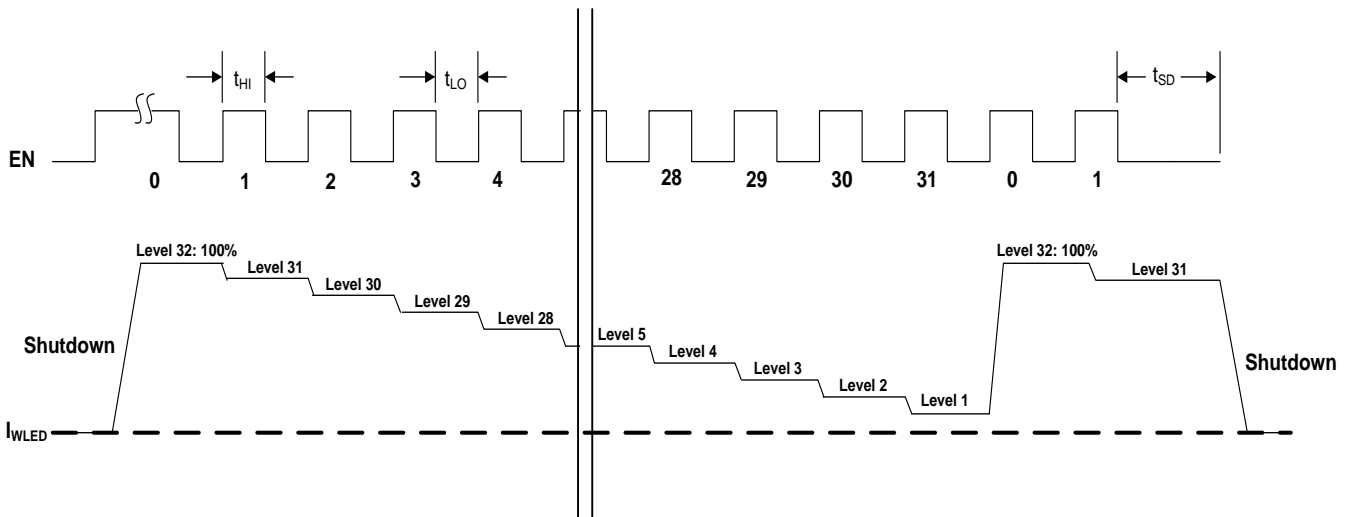 tHI tLO tSD
EN
0 1 2 3 4 28 29 30 31 0 1
Level 32: 100% Level 32: 100%
Level 31 Level 31
Level 30
Level 29
Level 28
Level 5
Level 4
Level 3
Level 2
Level 1
Shutdown Shutdown
IWLED